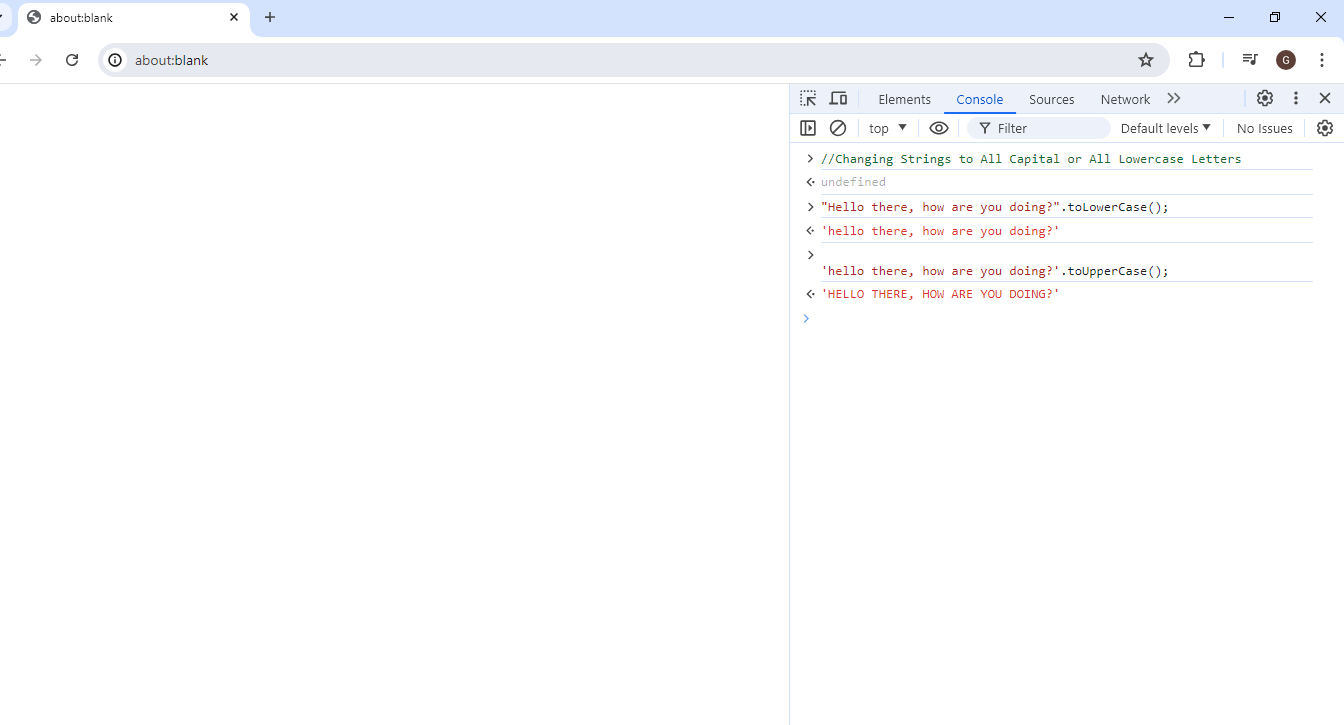 about:blank
about:blank
G
Elements Console Sources Network
top Filter Default levels No Issues
//Changing Strings to All Capital or All Lowercase Letters
undefined
"Hello there, how are you doing?".toLowerCase();
'hello there, how are you doing?'
'hello there, how are you doing?'.toUpperCase();
'HELLO THERE, HOW ARE YOU DOING?'